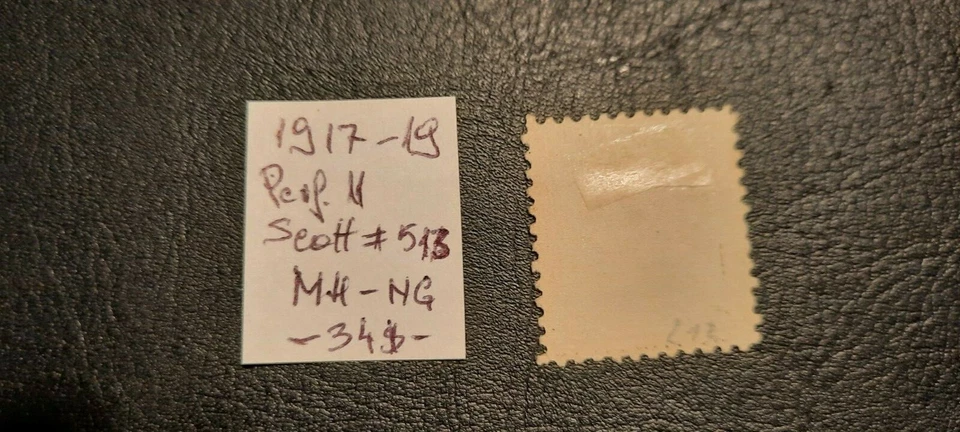 1917-19
Perf. 11
Scott # 513
MH - NG
- 34$ -